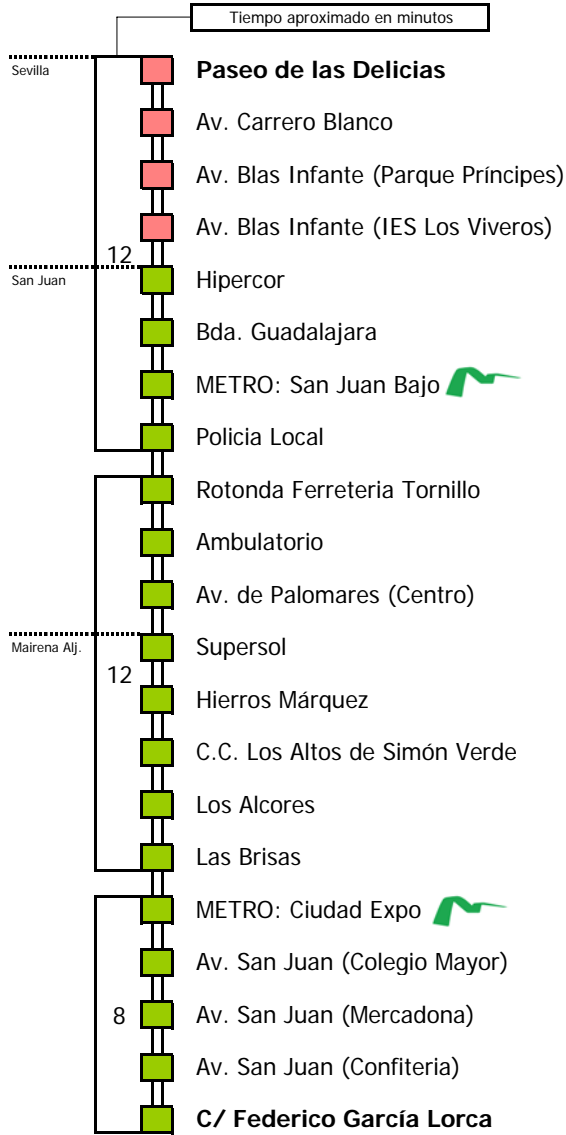 Tiempo aproximado en minutos
Sevilla
Paseo de las Delicias
Av. Carrero Blanco
Av. Blas Infante (Parque Príncipes)
Av. Blas Infante (IES Los Viveros)
12
San Juan
Hipercor
Bda. Guadalajara
METRO: San Juan Bajo
Policia Local
Rotonda Ferreteria Tornillo
Ambulatorio
Av. de Palomares (Centro)
Mairena Alj.
Supersol
12
Hierros Márquez
C.C. Los Altos de Simón Verde
Los Alcores
Las Brisas
METRO: Ciudad Expo
Av. San Juan (Colegio Mayor)
8
Av. San Juan (Mercadona)
Av. San Juan (Confiteria)
C/ Federico García Lorca